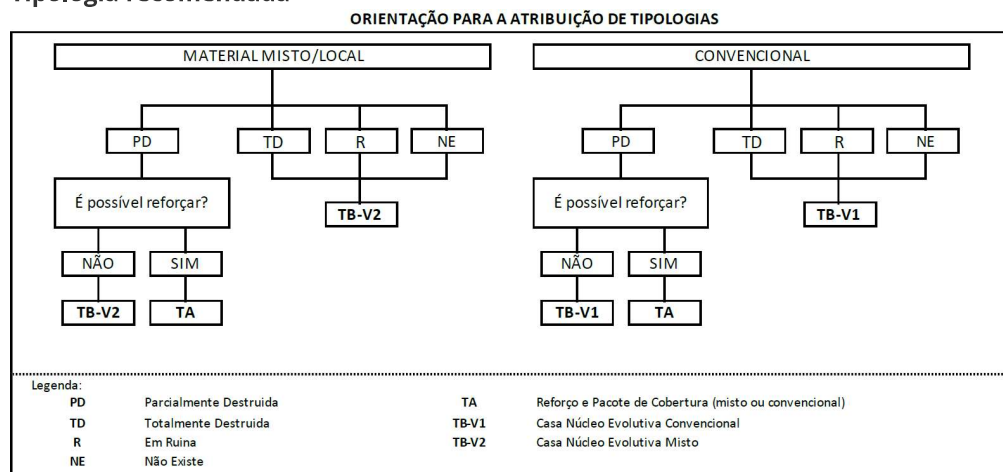 Tipologia recomendada
ORIENTAÇÃO PARA A ATRIBUIÇÃO DE TIPOLOGIAS
MATERIAL MISTO/LOCAL
PD
TD
R
NE
É possível reforçar?
TB-V2
NÃO
SIM
TB-V2
TA
CONVENCIONAL
PD
TD
R
NE
É possível reforçar?
TB-V1
NÃO
SIM
TB-V1
TA
Legenda:
PD Parcialmente Destruida
TD Totalmente Destruida
R Em Ruina
NE Não Existe
TA Reforço e Pacote de Cobertura (misto ou convencional)
TB-V1 Casa Núcleo Evolutiva Convencional
TB-V2 Casa Núcleo Evolutiva Misto